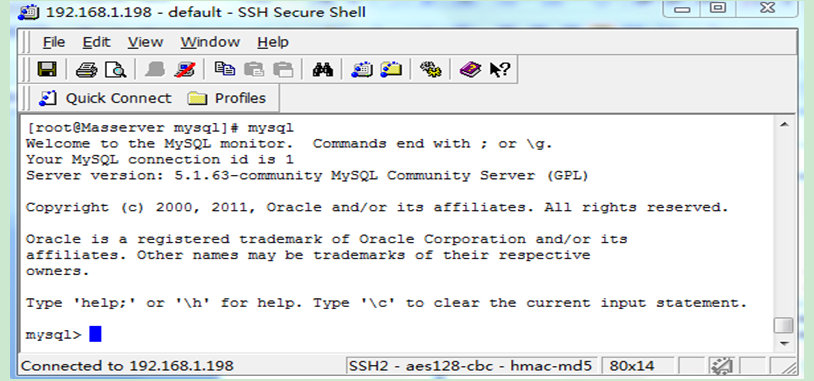 192.168.1.198 - default - SSH Secure Shell
File Edit View Window Help
Quick Connect Profiles
[root@Masserver mysql]# mysql
Welcome to the MySQL monitor.  Commands end with ; or \g.
Your MySQL connection id is 1
Server version: 5.1.63-community MySQL Community Server (GPL)
Copyright (c) 2000, 2011, Oracle and/or its affiliates. All rights reserved.
Oracle is a registered trademark of Oracle Corporation and/or its
affiliates. Other names may be trademarks of their respective
owners.
Type 'help;' or '\h' for help. Type '\c' to clear the current input statement.
mysql>
Connected to 192.168.1.198 SSH2 - aes128-cbc - hmac-md5 80x14